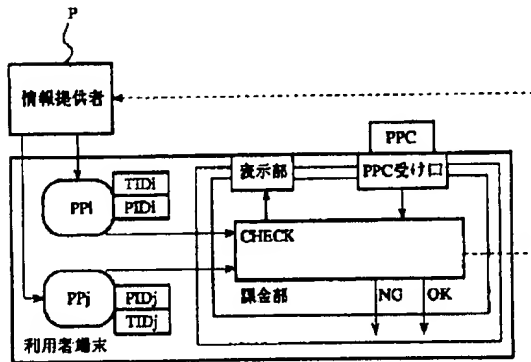 P
情報提供者
PPC
表示部
PPC受け口
TIDi
PPi
PIDi
CHECK
PPj
PIDj
TIDj
課金部
NG
OK
利用者端末